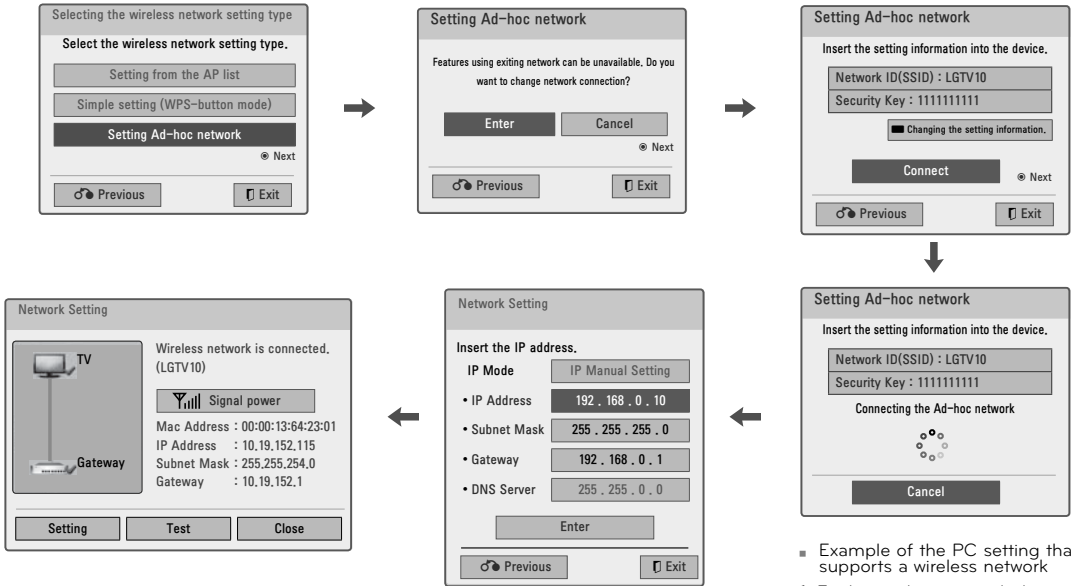 Selecting the wireless network setting type
Select the wireless network setting type.
Setting from the AP list
Simple setting (WPS-button mode)
Setting Ad-hoc network
Next
Previous
Exit
Setting Ad-hoc network
Features using exiting network can be unavailable. Do you
want to change network connection?
Enter
Cancel
Next
Previous
Exit
Setting Ad-hoc network
Insert the setting information into the device.
Network ID(SSID) : LGTV10
Security Key : 1111111111
Changing the setting information.
Connect
Next
Previous
Exit
Setting Ad-hoc network
Insert the setting information into the device.
Network ID(SSID) : LGTV10
Security Key : 1111111111
Connecting the Ad-hoc network
Cancel
Network Setting
Insert the IP address.
IP Mode IP Manual Setting
• IP Address 192 . 168 . 0 . 10
• Subnet Mask 255 . 255 . 255 . 0
• Gateway 192 . 168 . 0 . 1
• DNS Server 255 . 255 . 0 . 0
Enter
Previous
Exit
Network Setting
TV
Gateway
Wireless network is connected.
(LGTV10)
Signal power
Mac Address : 00:00:13:64:23:01
IP Address : 10.19.152.115
Subnet Mask : 255.255.254.0
Gateway : 10.19.152.1
Setting
Test
Close
Example of the PC setting tha
supports a wireless network